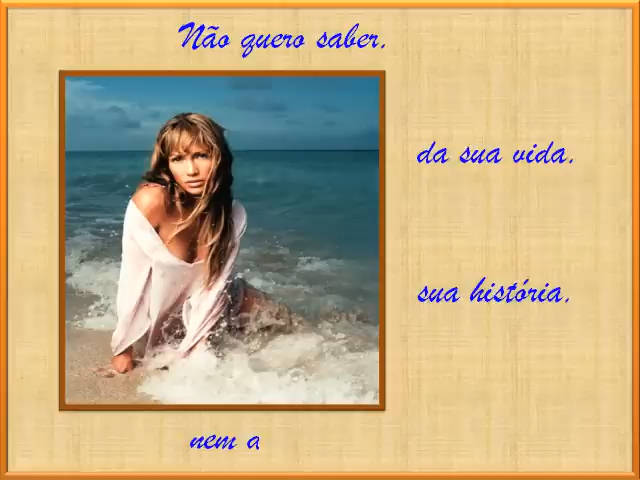 Não quero saber.
da sua vida.
sua história.
nem a